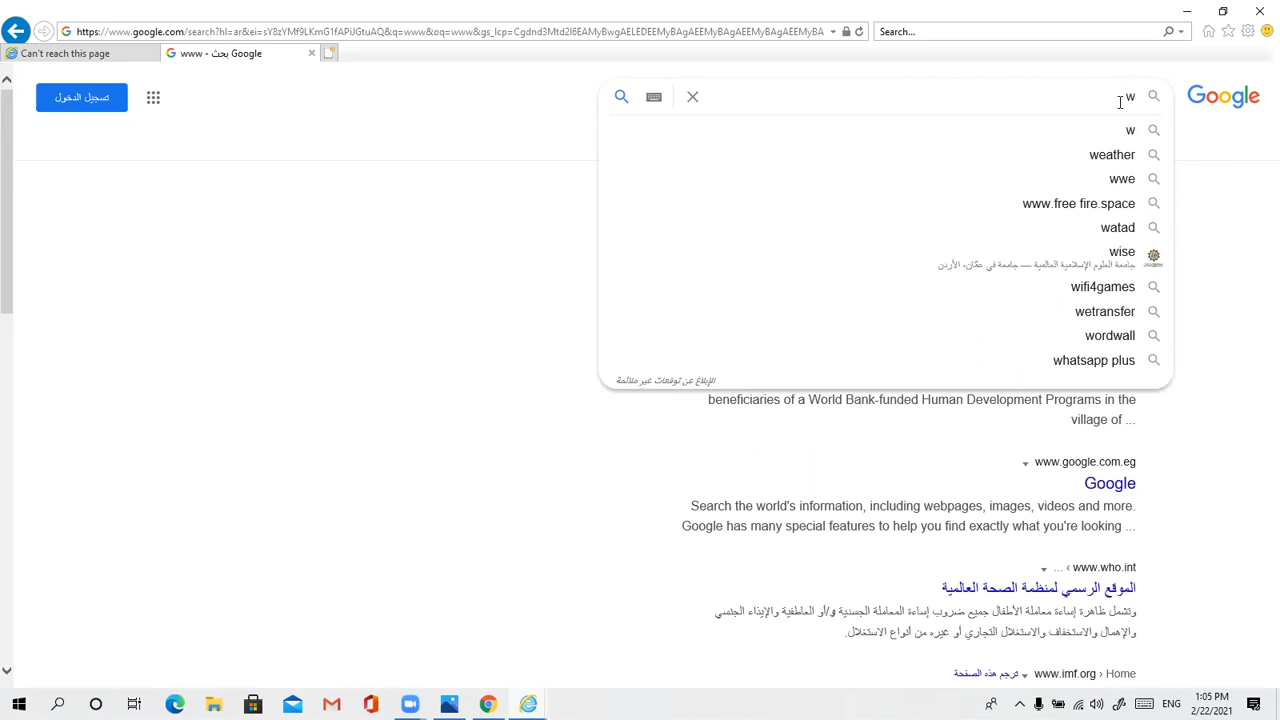 https://www.google.com/search?hl=ar&ei=sY8zYMf9LKmG1fAPiJGtuAQ&q=www&oq=www&gs_lcp=Cgdnd3Mtd2l6EAMyBwgAELEDEEMyBAgAEEMyBAgAEEMyBAgAEEMyBAgAEEMyBA
Search...
Can't reach this page
www - بحث Google
تسجيل الدخول
w
Google
w
weather
wwe
www.free fire.space
watad
wise
جامعة العلوم الإسلامية العالمية — جامعة في عمّان، الأردن
wifi4games
wetransfer
wordwall
whatsapp plus
الإبلاغ عن توقعات غير ملائمة
beneficiaries of a World Bank-funded Human Development Programs in the
village of ...
www.google.com.eg
Google
Search the world's information, including webpages, images, videos and more.
Google has many special features to help you find exactly what you're looking ...
www.who.int › ...
الموقع الرسمي لمنظمة الصحة العالمية
وتشمل ظاهرة إساءة معاملة الأطفال جميع ضروب إساءة المعاملة الجسدية و/أو العاطفية والإيذاء الجنسي
والإهمال والاستخفاف والاستغلال التجاري أو غيره من أنواع الاستغلال.
www.imf.org › Home ترجم هذه الصفحة
ENG
1:05 PM
2/22/2021